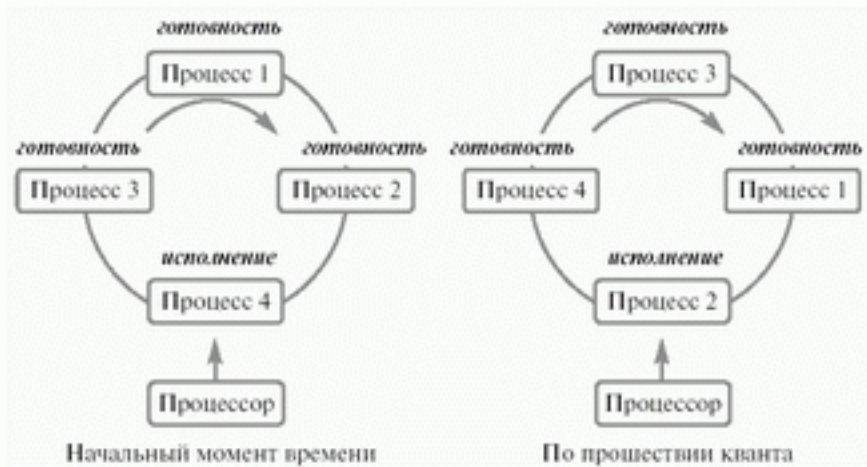 готовность
Процесс 1
готовность
готовность
Процесс 3
Процесс 2
исполнение
Процесс 4
Процессор
Начальный момент времени
готовность
Процесс 3
готовность
готовность
Процесс 4
Процесс 1
исполнение
Процесс 2
Процессор
По прошествии кванта